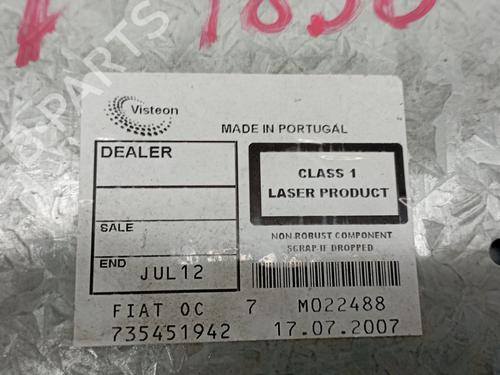 Visteon
MADE IN PORTUGAL
DEALER
CLASS 1
LASER PRODUCT
SALE
NON ROBUST COMPONENT
SCRAP IF DROPPED
END JUL12
FIAT OC 7 M022488
735451942 17.07.2007